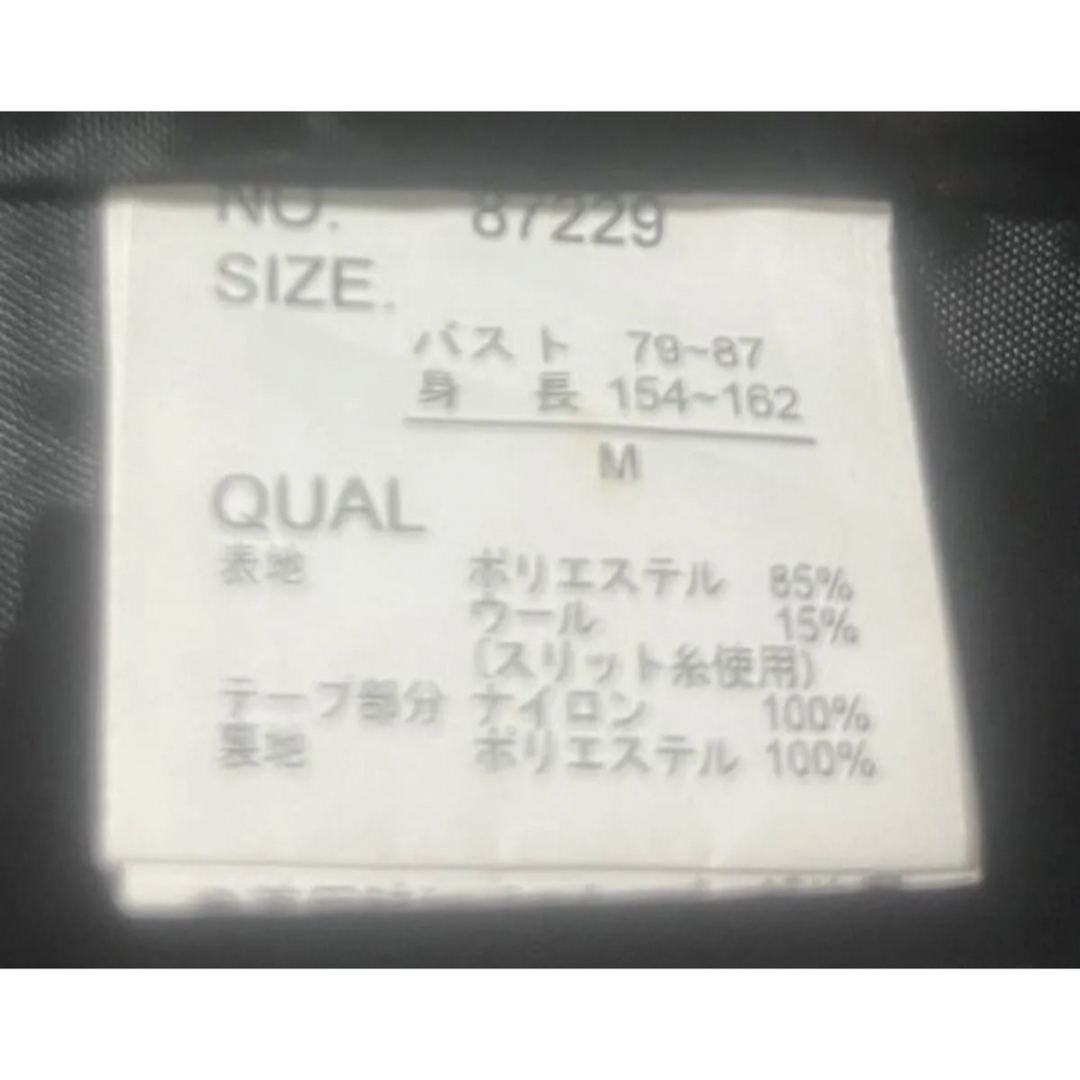 NO. 87229
SIZE.
バスト 79~87
身 長 154~162
M
QUAL
表地 ポリエステル 85%
ウール 15%
(スリット糸使用)
テープ部分 ナイロン 100%
裏地 ポリエステル 100%